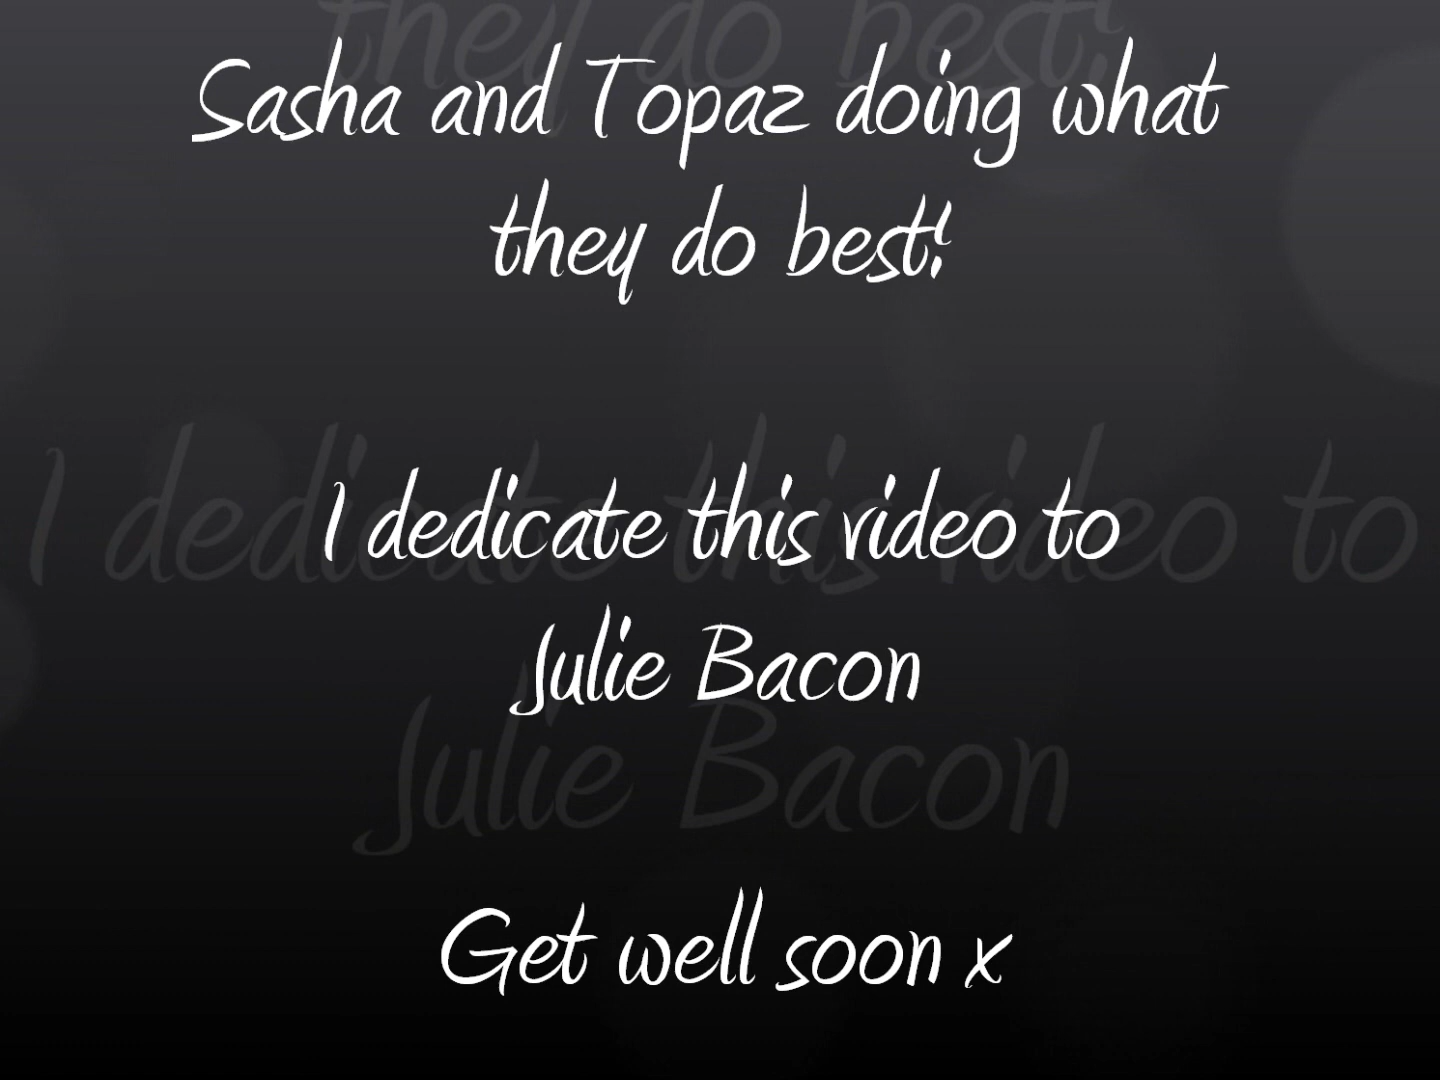 Sasha and Topaz doing what
they do best!
I dedicate this video to
Julie Bacon
Get well soon x